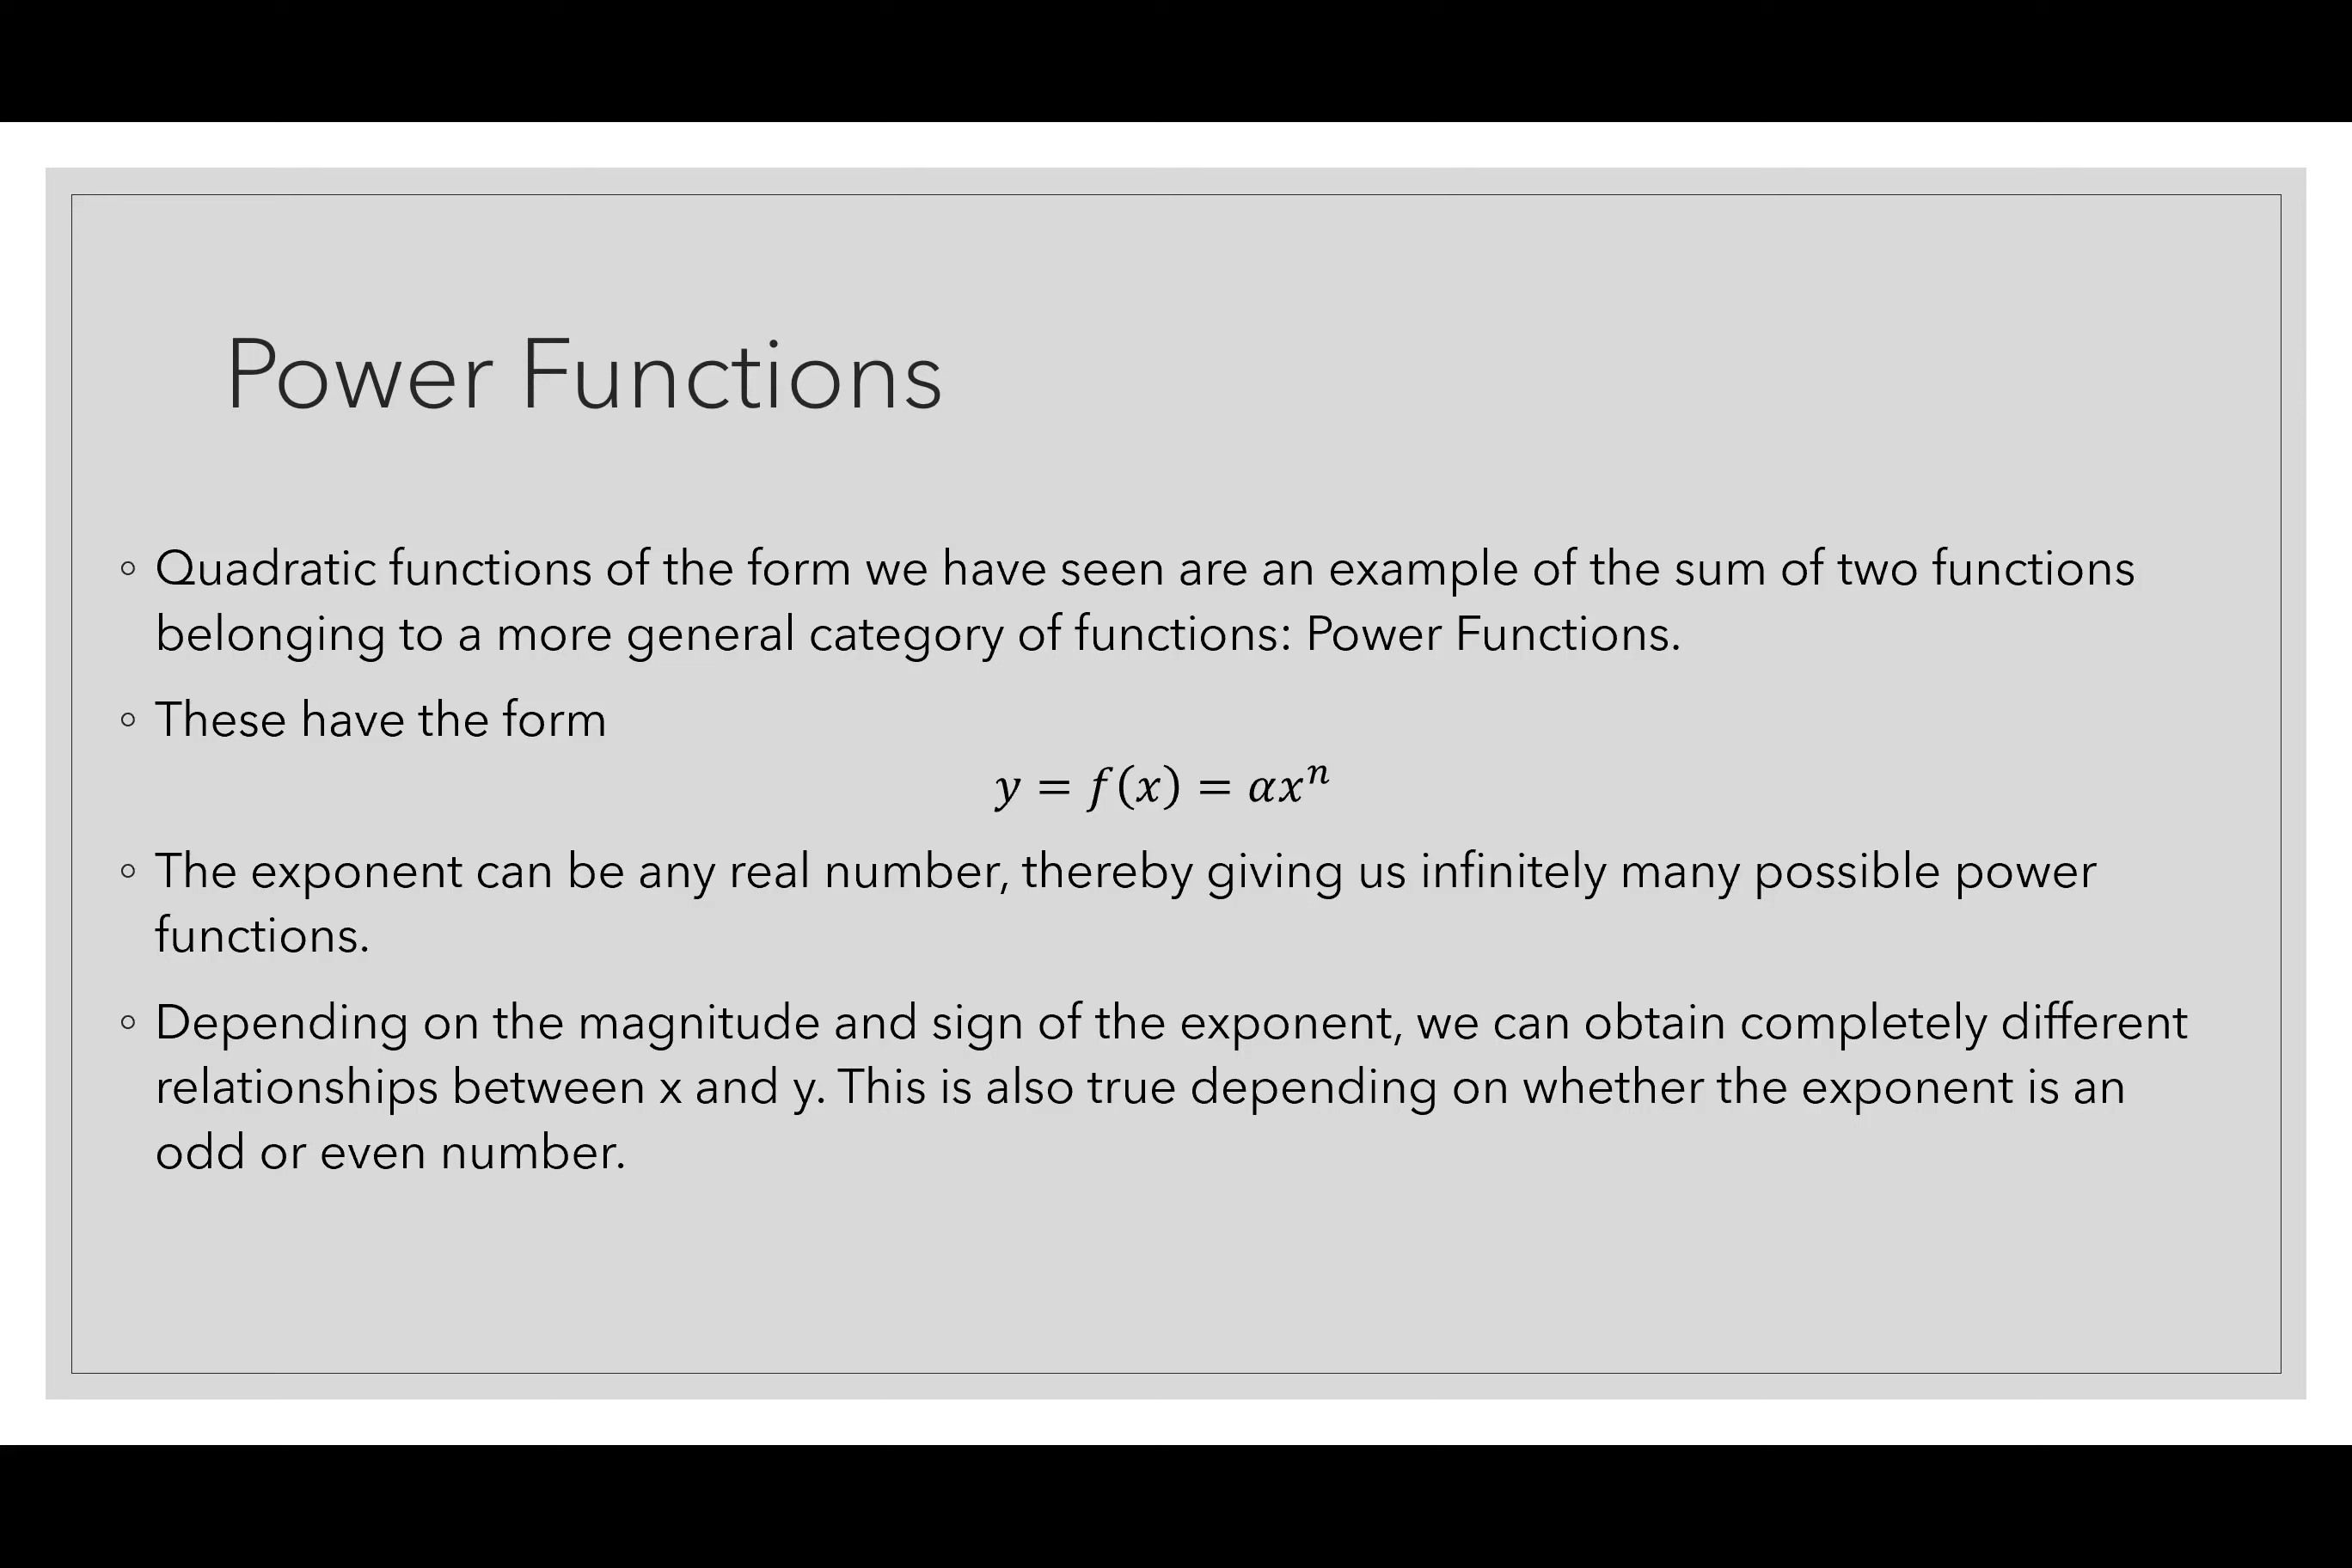 Power Functions
◦ Quadratic functions of the form we have seen are an example of the sum of two functions
belonging to a more general category of functions: Power Functions.
◦ These have the form
y = f(x) = αxⁿ
◦ The exponent can be any real number, thereby giving us infinitely many possible power
functions.
◦ Depending on the magnitude and sign of the exponent, we can obtain completely different
relationships between x and y. This is also true depending on whether the exponent is an
odd or even number.